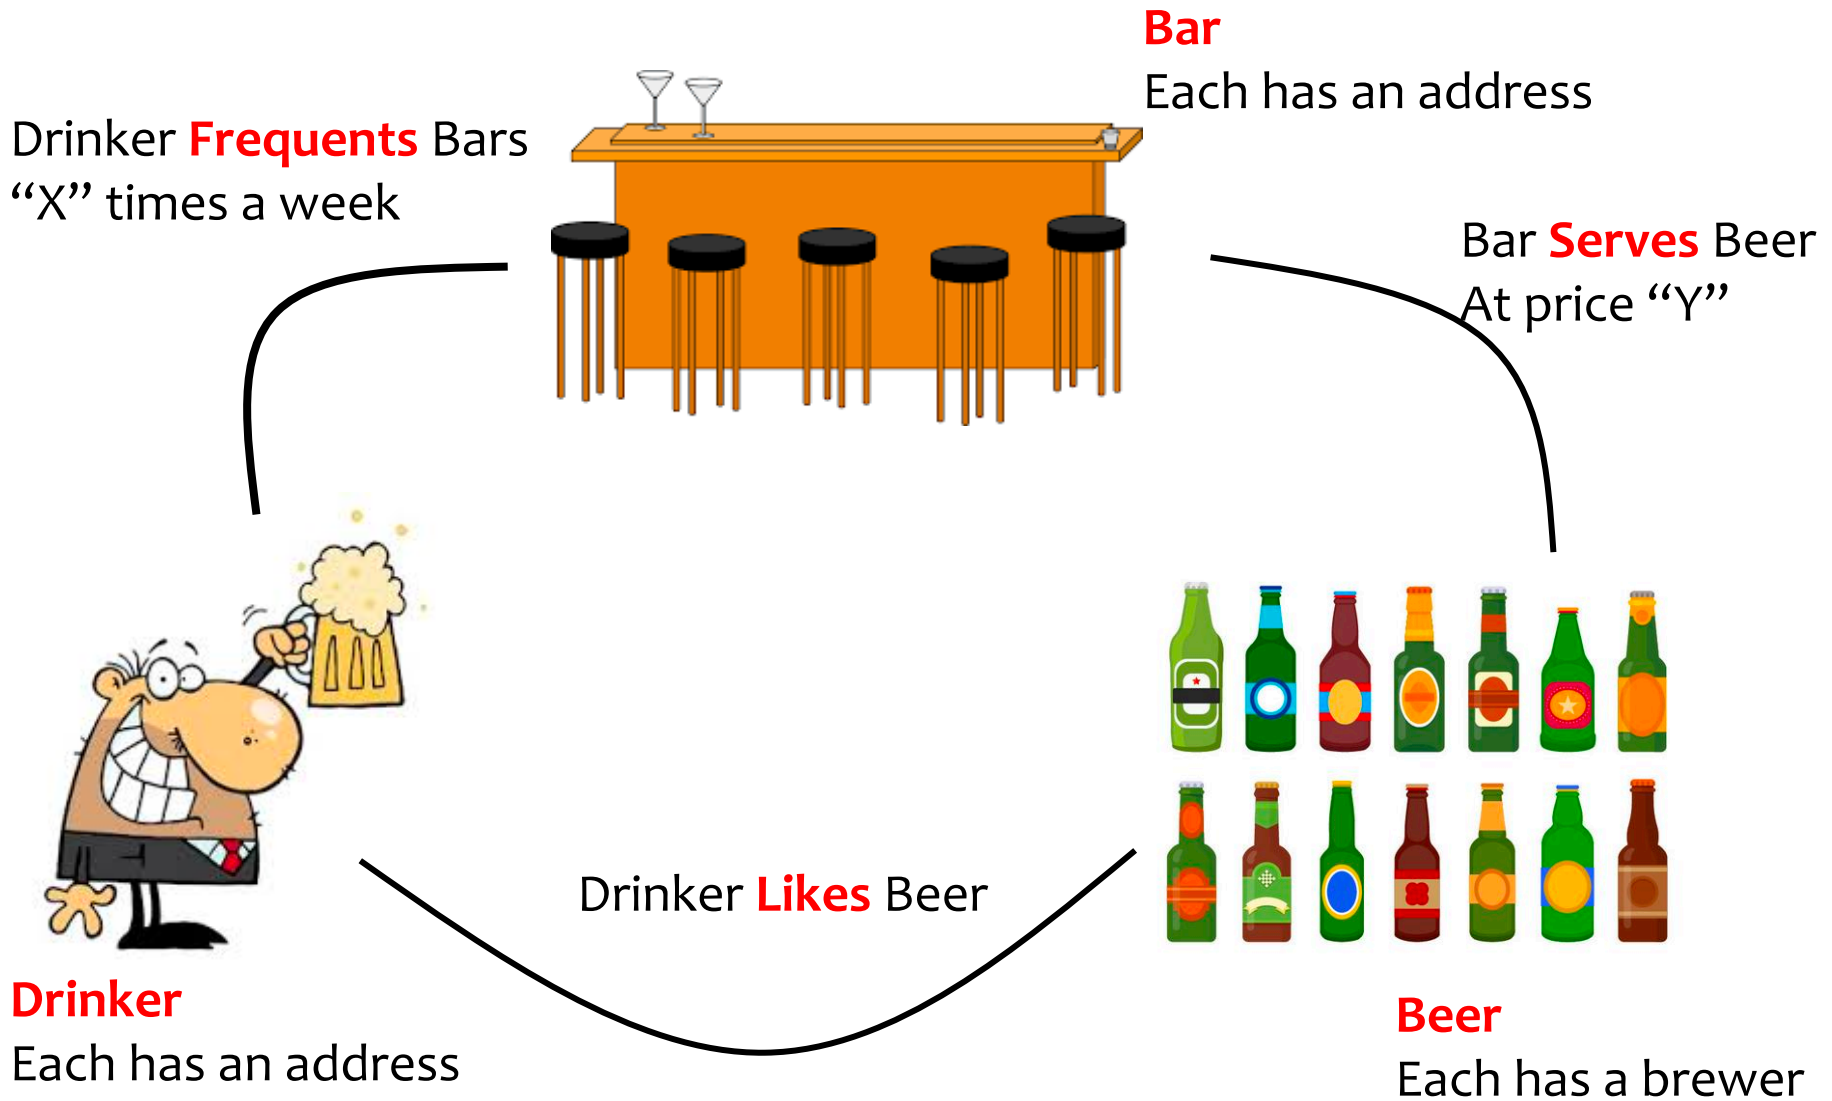 Bar
Each has an address
Drinker Frequents Bars
“X” times a week
Bar Serves Beer
At price “Y”
Drinker Likes Beer
Drinker
Each has an address
Beer
Each has a brewer